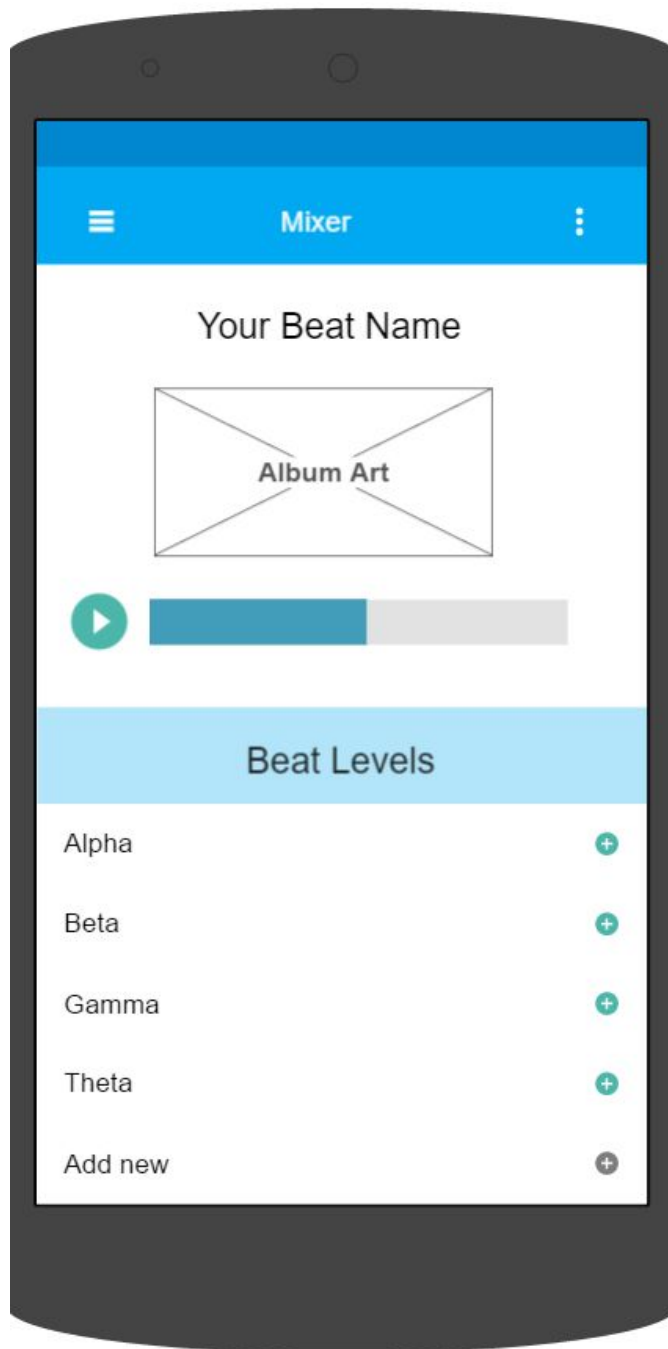 Mixer
Your Beat Name
Album Art
Beat Levels
Alpha
Beta
Gamma
Theta
Add new